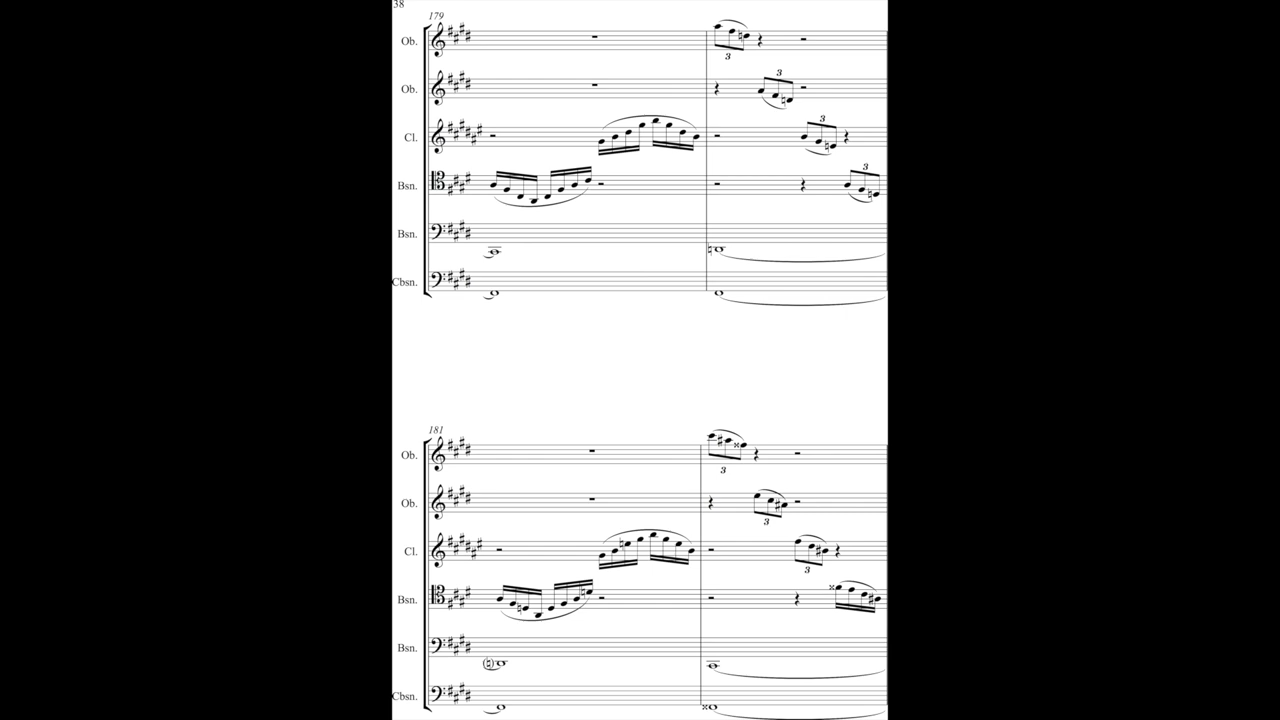 38
179
Ob.
3
Ob.
3
Cl.
3
Bsn.
3
Bsn.
Cbsn.
181
Ob.
3
Ob.
3
Cl.
3
Bsn.
Bsn.
Cbsn.